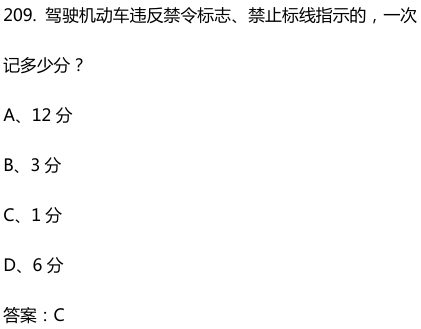 209. 驾驶机动车违反禁令标志、禁止标线指示的，一次
记多少分？
A、12 分
B、3 分
C、1 分
D、6 分
答案：C